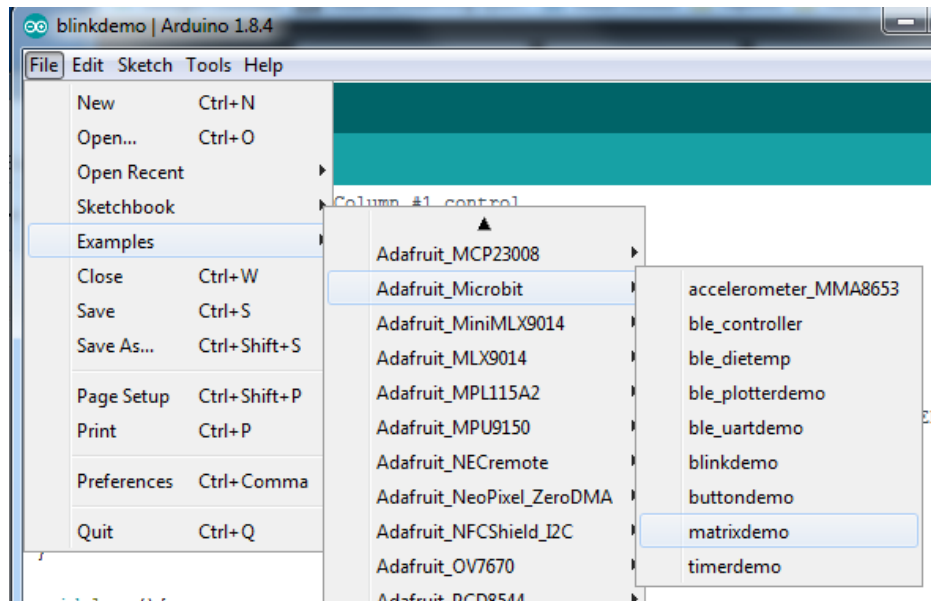 blinkdemo | Arduino 1.8.4
File Edit Sketch Tools Help
New Ctrl+N
Open... Ctrl+O
Open Recent
Sketchbook
Examples
Close Ctrl+W
Save Ctrl+S
Save As... Ctrl+Shift+S
Page Setup Ctrl+Shift+P
Print Ctrl+P
Preferences Ctrl+Comma
Quit Ctrl+Q
Column #1 control
Adafruit_MCP23008
Adafruit_Microbit
Adafruit_MiniMLX9014
Adafruit_MLX9014
Adafruit_MPL115A2
Adafruit_MPU9150
Adafruit_NECremote
Adafruit_NeoPixel_ZeroDMA
Adafruit_NFCShield_I2C
Adafruit_OV7670
Adafruit_PCD8544
accelerometer_MMA8653
ble_controller
ble_dietemp
ble_plotterdemo
ble_uartdemo
blinkdemo
buttondemo
matrixdemo
timerdemo
}